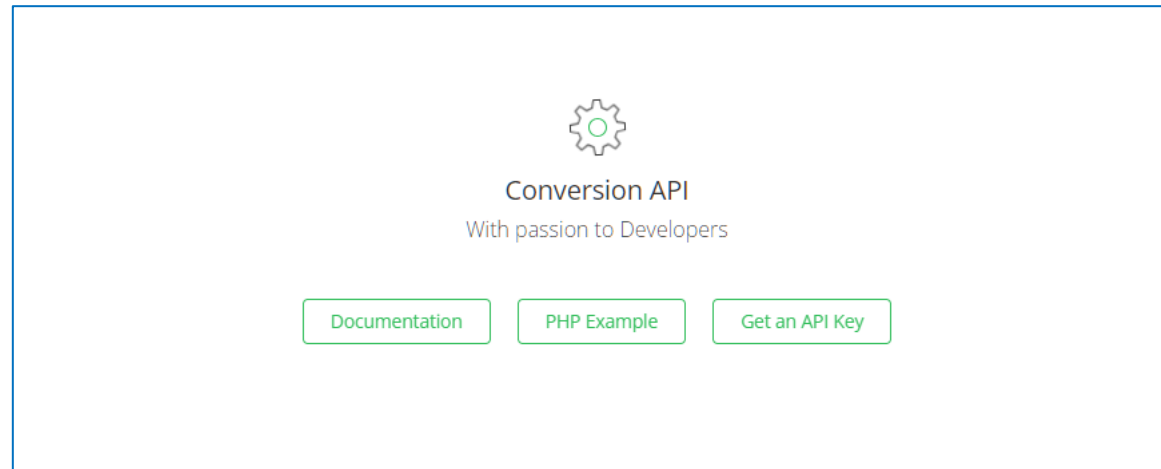 Conversion API
With passion to Developers
Documentation PHP Example Get an API Key